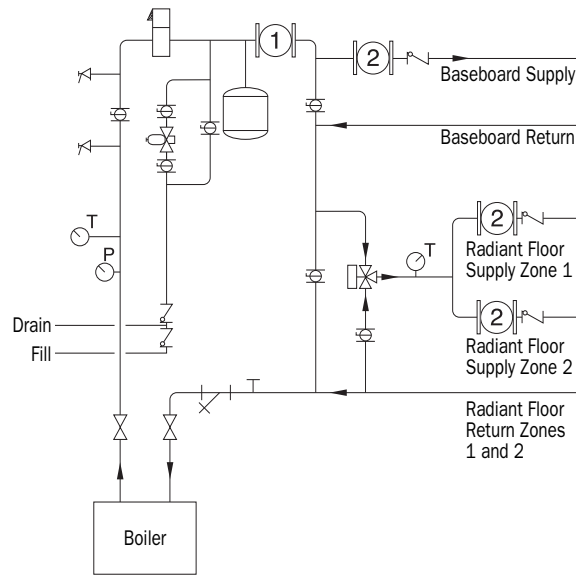 1
2
Baseboard Supply
Baseboard Return
T
P
T
2
Radiant Floor
Supply Zone 1
2
Radiant Floor
Supply Zone 2
Drain
Fill
Radiant Floor
Return Zones
1 and 2
Boiler